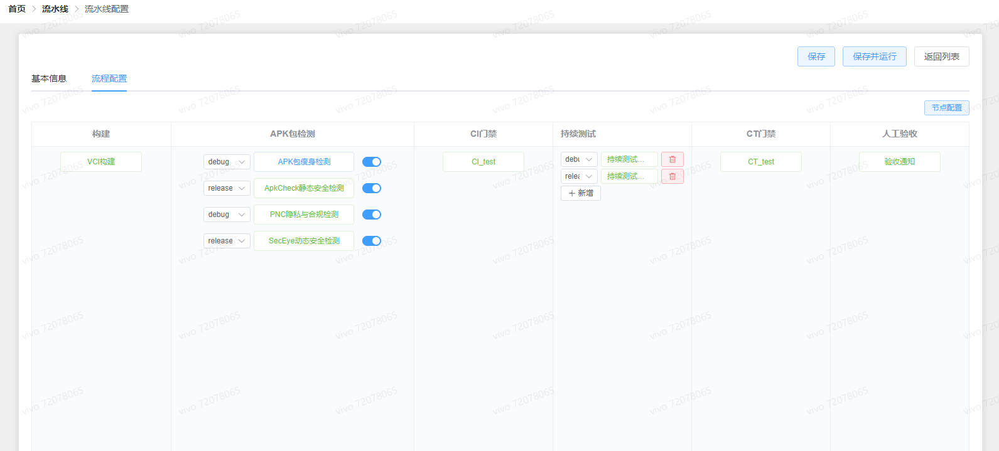 首页 > 流水线 > 流水线配置
保存 保存并运行 返回列表
基本信息 流程配置
节点配置
构建 APK包检测 CI门禁 持续测试 CT门禁 人工验收
VCI构建 debug APK包瘦身检测 CI_test debu 持续测试... CT_test 验收通知
relea 持续测试...
release ApkCheck静态安全检测 + 新增
debug PNC隐私与合规检测
release SecEye动态安全检测
vivo 72078065